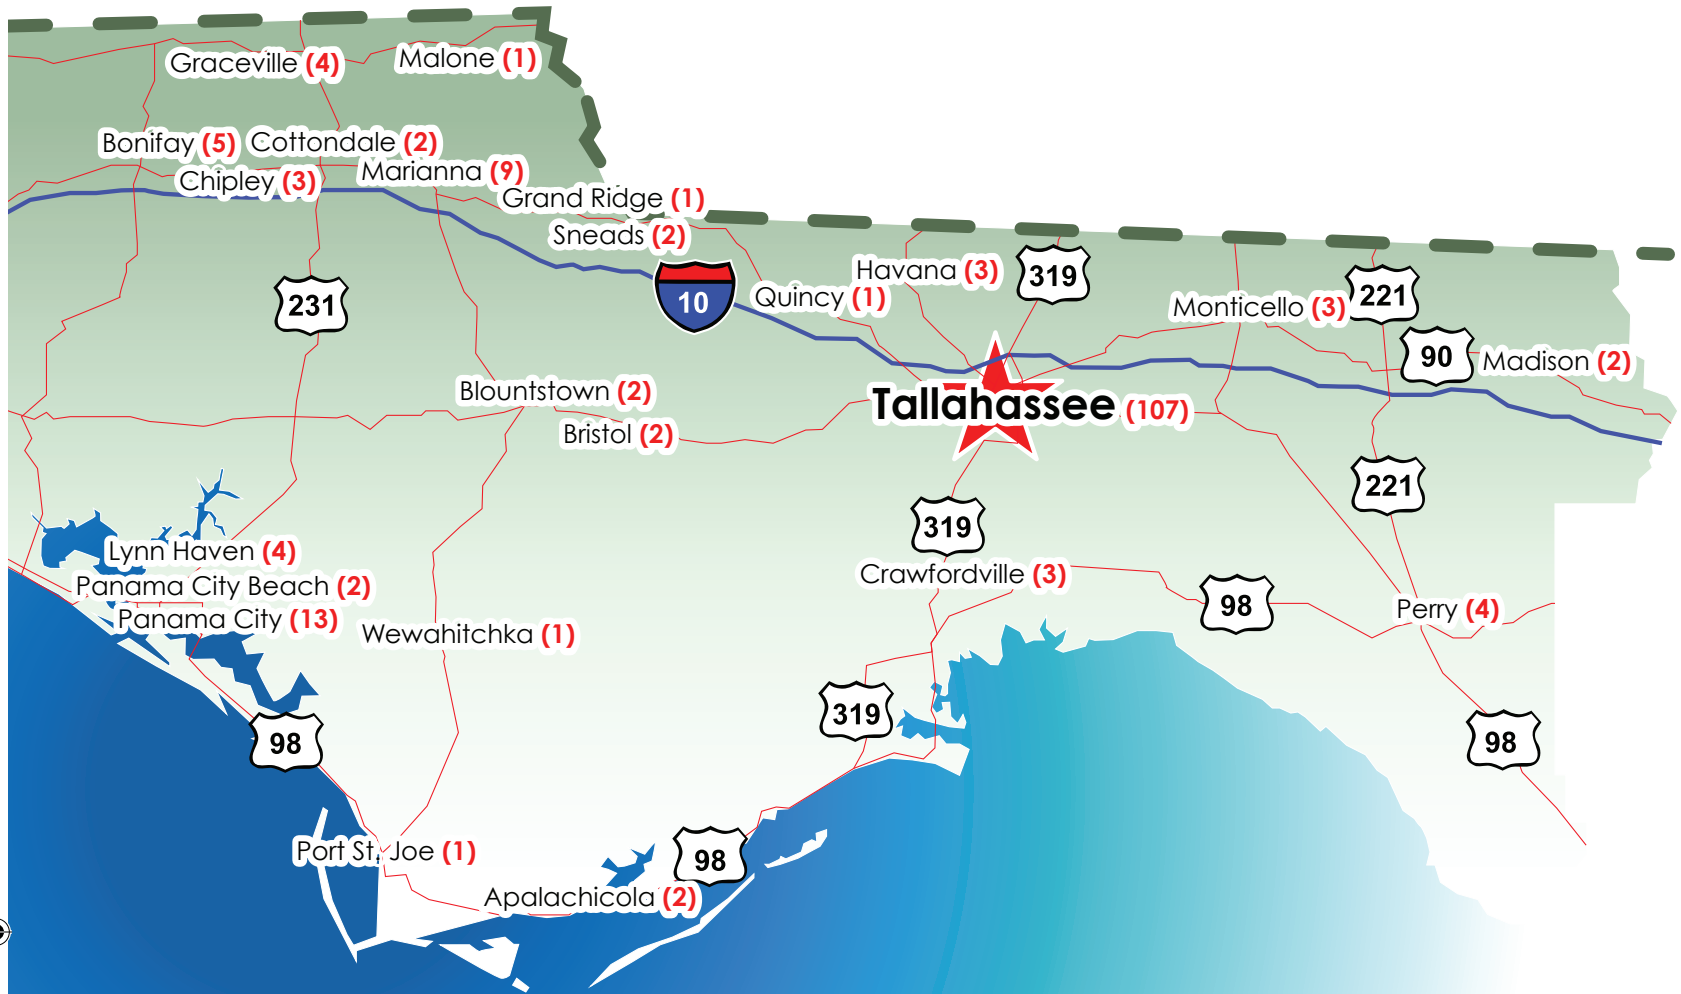 Graceville (4)
Malone (1)
Bonifay (5)
Cottondale (2)
Chipley (3)
Marianna (9)
Grand Ridge (1)
Sneads (2)
Havana (3)
319
10
Quincy (1)
231
Monticello (3)
221
90
Madison (2)
Blountstown (2)
Tallahassee (107)
Bristol (2)
221
319
Lynn Haven (4)
Panama City Beach (2)
Panama City (13)
Crawfordville (3)
98
Perry (4)
Wewahitchka (1)
319
98
98
Port St. Joe (1)
98
Apalachicola (2)